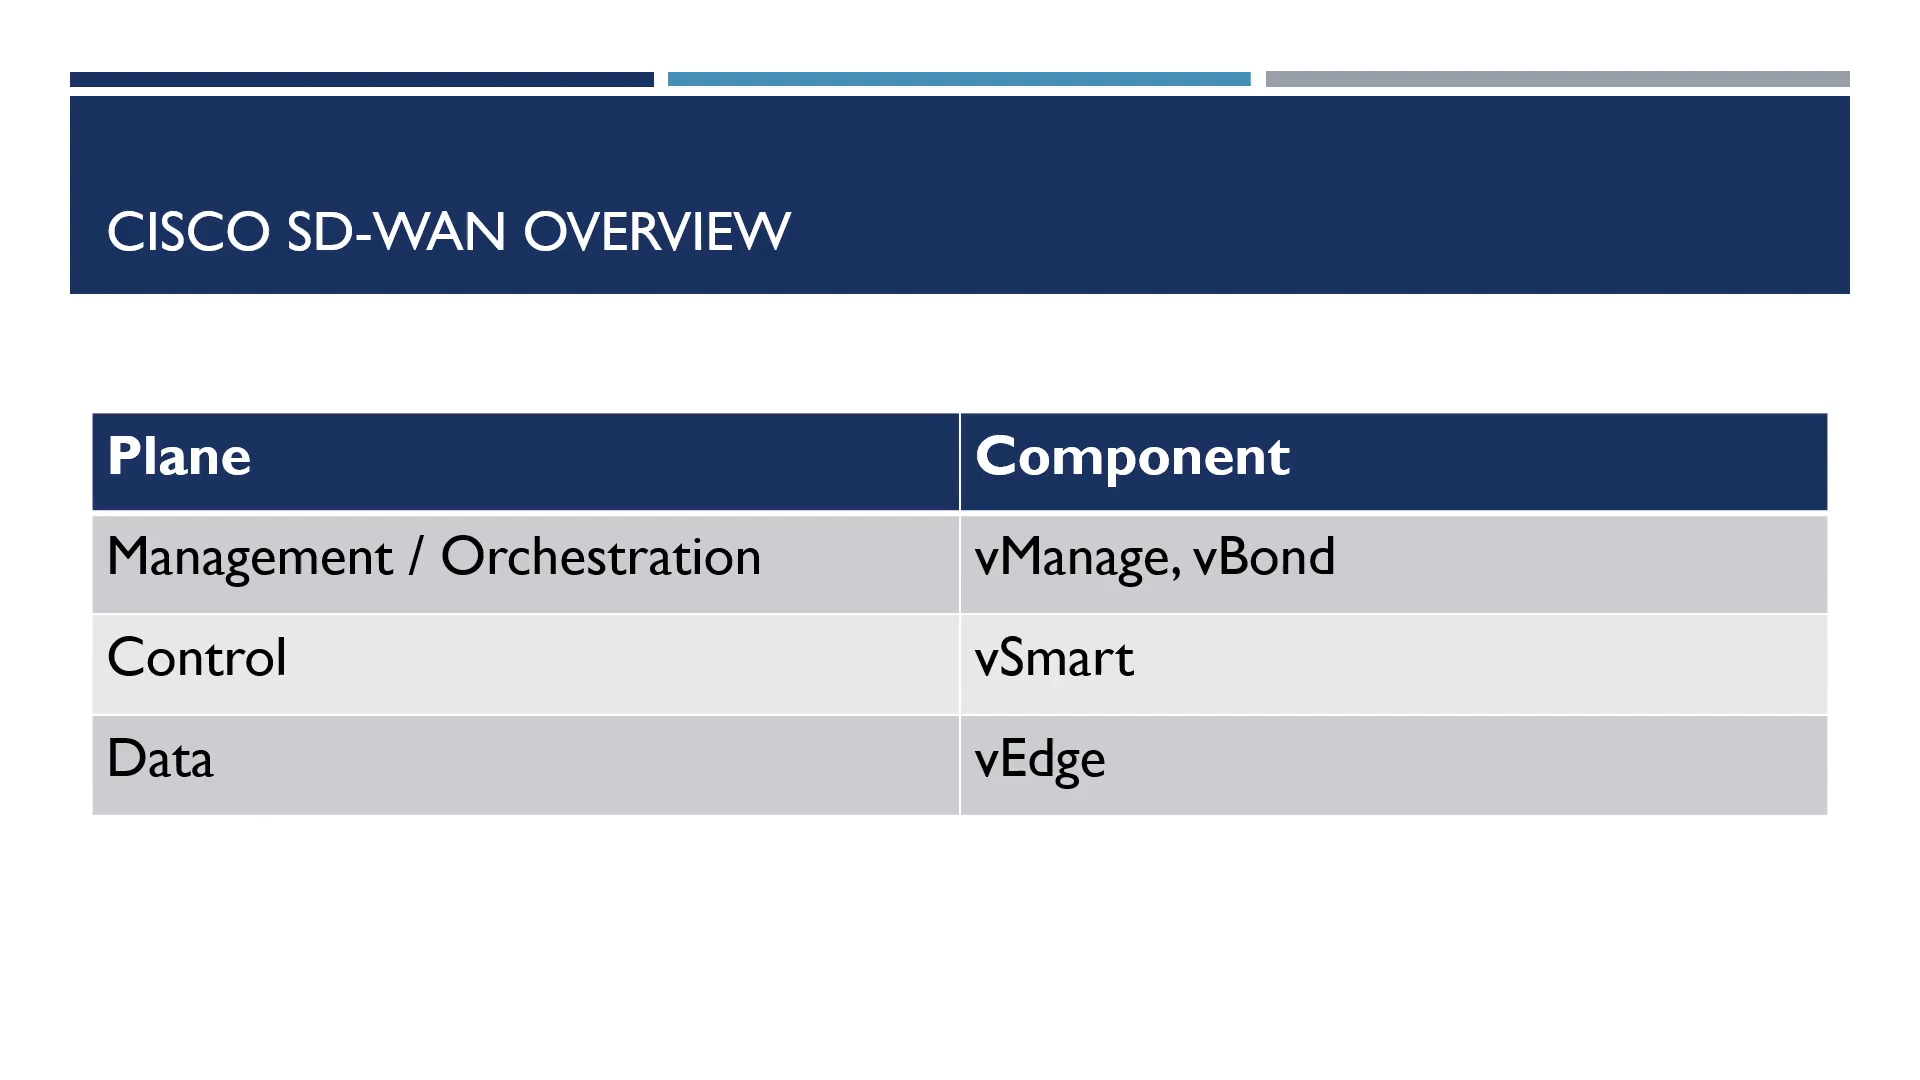 CISCO SD-WAN OVERVIEW
Plane Component
Management / Orchestration vManage, vBond
Control vSmart
Data vEdge